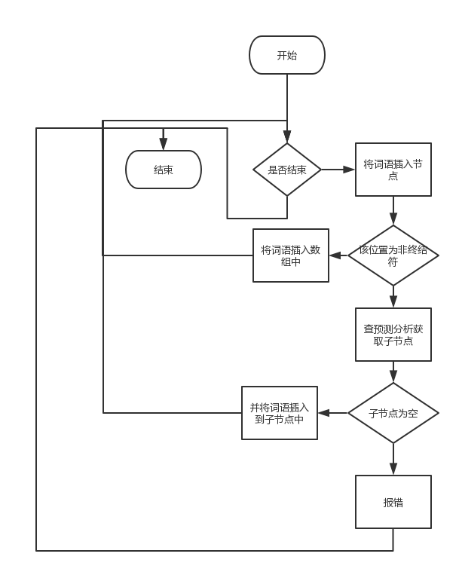 开始
是否结束
结束
将词语插入节
点
该位置为非终结
符
将词语插入数
组中
查预测分析获
取子节点
子节点为空
并将词语插入
到子节点中
报错